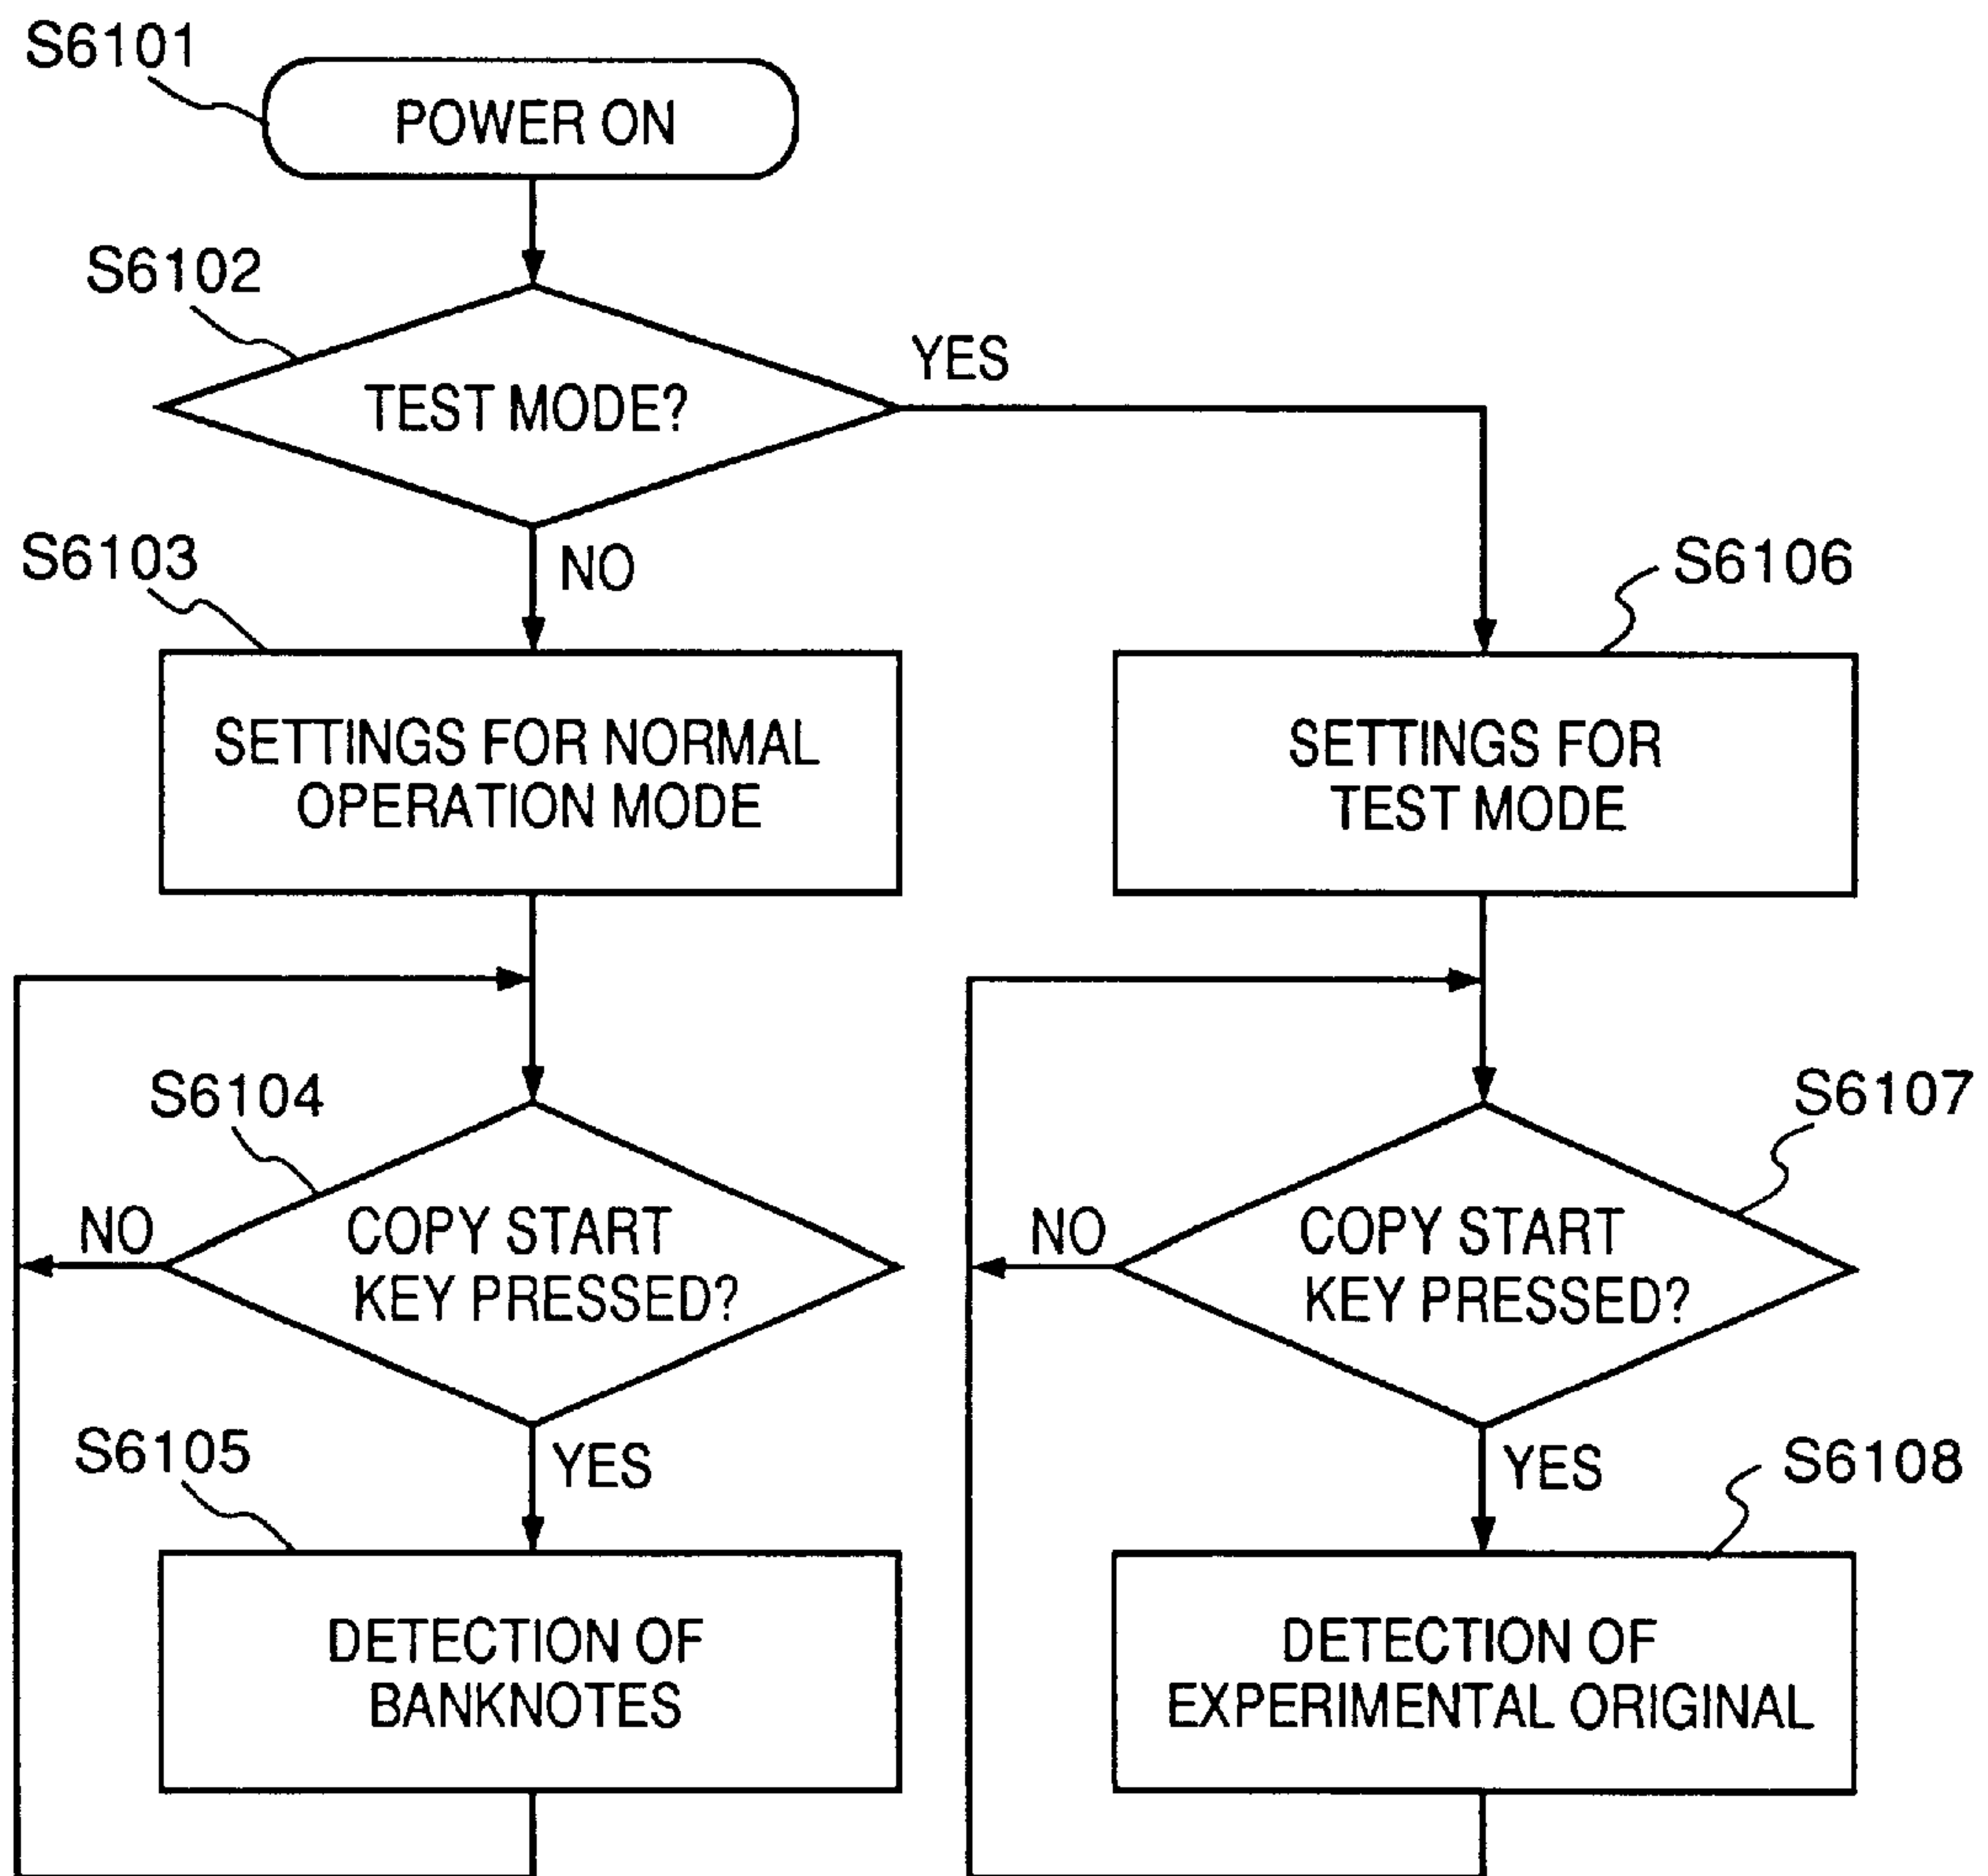 S6101
POWER ON
S6102
TEST MODE?
YES
NO
S6103
SETTINGS FOR NORMAL
OPERATION MODE
S6106
SETTINGS FOR
TEST MODE
S6104
COPY START
KEY PRESSED?
NO
YES
S6107
COPY START
KEY PRESSED?
NO
YES
S6105
DETECTION OF
BANKNOTES
S6108
DETECTION OF
EXPERIMENTAL ORIGINAL